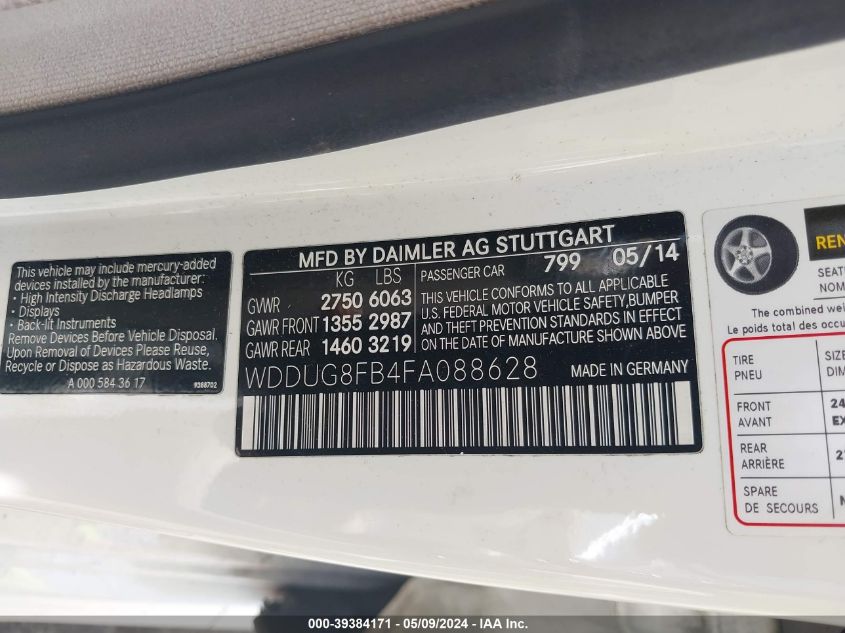 This vehicle may include mercury-added
devices installed by the manufacturer:
• High Intensity Discharge Headlamps
• Displays
• Back-lit Instruments
Remove Devices Before Vehicle Disposal.
Upon Removal of Devices Please Reuse,
Recycle or Dispose as Hazardous Waste.
A 000 584 36 17
9368702
MFD BY DAIMLER AG STUTTGART
KG LBS
GVWR 2750 6063
GAWR FRONT 1355 2987
GAWR REAR 1460 3219
PASSENGER CAR 799 05/14
THIS VEHICLE CONFORMS TO ALL APPLICABLE
U.S. FEDERAL MOTOR VEHICLE SAFETY, BUMPER
AND THEFT PREVENTION STANDARDS IN EFFECT
ON THE DATE OF MANUFACTURE SHOWN ABOVE
WDDUG8FB4FA088628 MADE IN GERMANY
The combined
Le poids total des
TIRE
PNEU
FRONT
AVANT
REAR
ARRIÈRE
SPARE
DE SECOURS
000-39384171 - 05/09/2024 - IAA Inc.